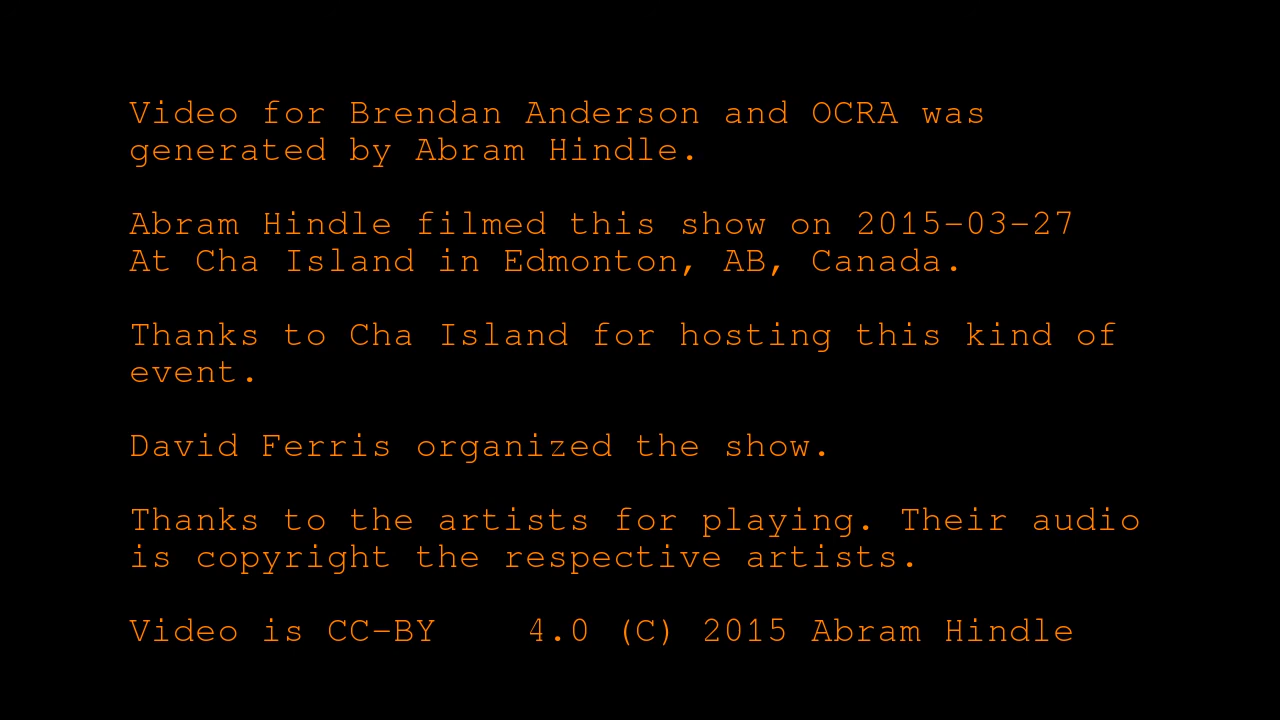 Video for Brendan Anderson and OCRA was
generated by Abram Hindle.
Abram Hindle filmed this show on 2015-03-27
At Cha Island in Edmonton, AB, Canada.
Thanks to Cha Island for hosting this kind of
event.
David Ferris organized the show.
Thanks to the artists for playing. Their audio
is copyright the respective artists.
Video is CC-BY    4.0 (C) 2015 Abram Hindle